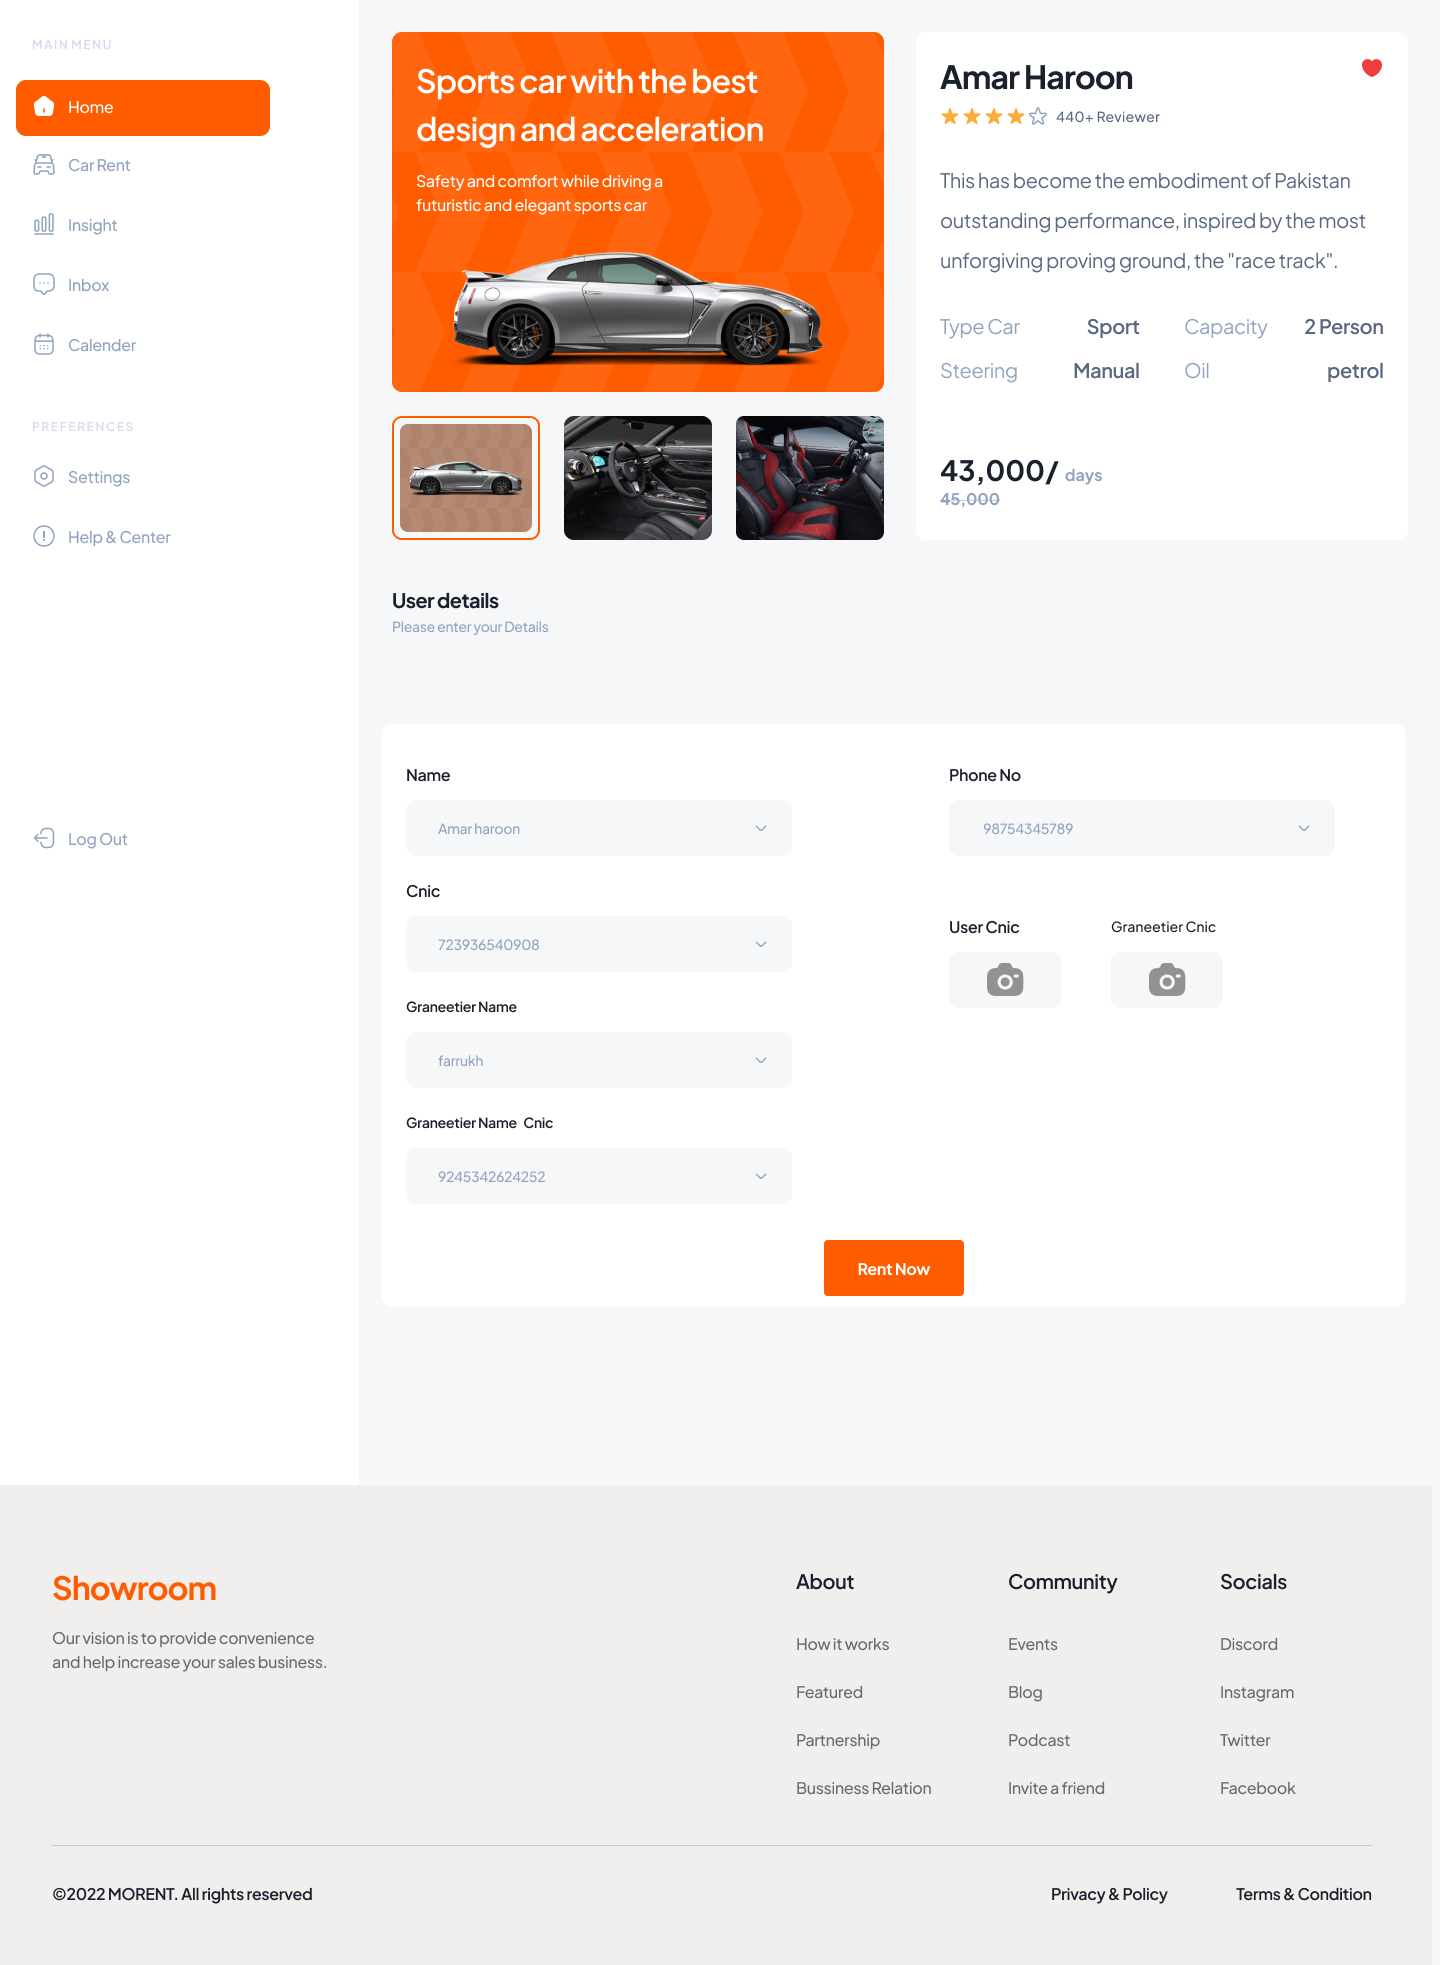 MAIN MENU
Home
Car Rent
Insight
Inbox
Calender
PREFERENCES
Settings
Help & Center
Log Out
Sports car with the best
design and acceleration
Safety and comfort while driving a
futuristic and elegant sports car
Amar Haroon
440+ Reviewer
This has become the embodiment of Pakistan
outstanding performance, inspired by the most
unforgiving proving ground, the "race track".
Type Car Sport Capacity 2 Person
Steering Manual Oil petrol
43,000/ days
45,000
User details
Please enter your Details
Name
Amar haroon
Phone No
98754345789
Cnic
723936540908
User Cnic
Graneetier Cnic
Graneetier Name
farrukh
Graneetier Name Cnic
9245342624252
Rent Now
Showroom
Our vision is to provide convenience
and help increase your sales business.
About
How it works
Featured
Partnership
Bussiness Relation
Community
Events
Blog
Podcast
Invite a friend
Socials
Discord
Instagram
Twitter
Facebook
©2022 MORENT. All rights reserved
Privacy & Policy
Terms & Condition